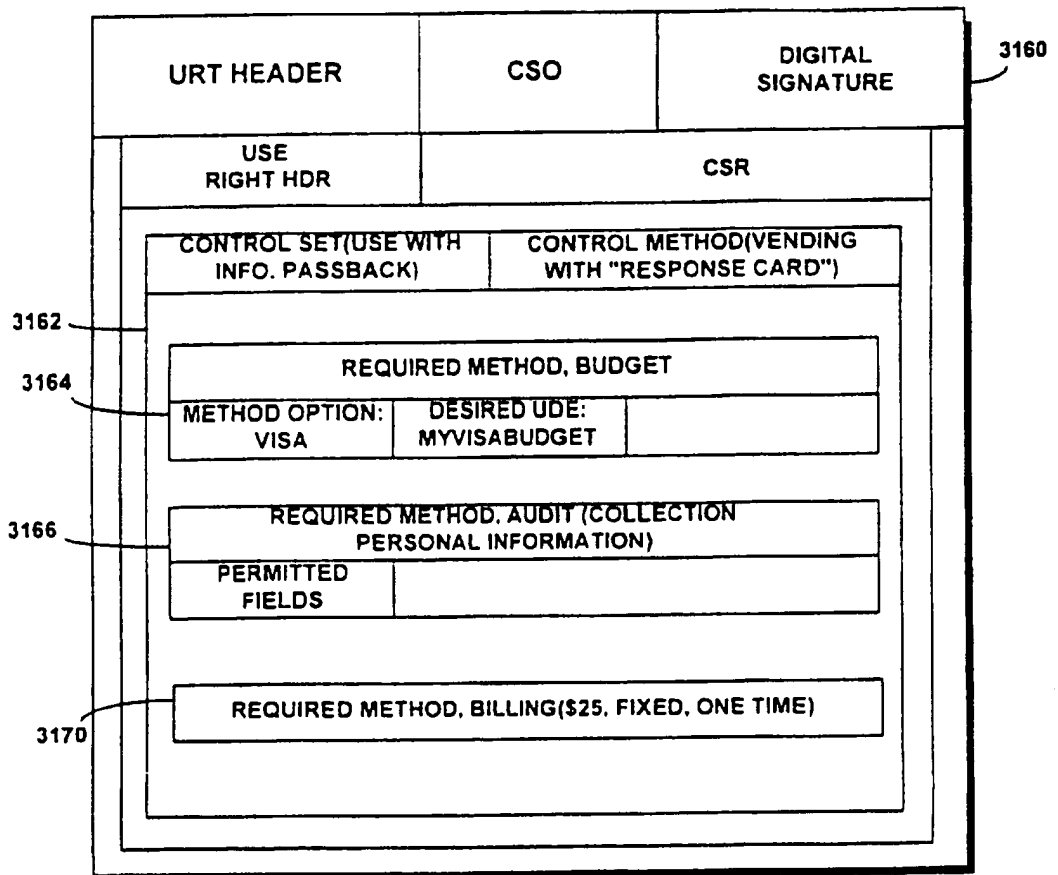 URT HEADER
CSO
DIGITAL
SIGNATURE
3160
USE
RIGHT HDR
CSR
CONTROL SET(USE WITH
INFO. PASSBACK)
CONTROL METHOD(VENDING
WITH "RESPONSE CARD")
3162
REQUIRED METHOD, BUDGET
3164
METHOD OPTION:
VISA
DESIRED UDE:
MYVISABUDGET
3166
REQUIRED METHOD, AUDIT (COLLECTION
PERSONAL INFORMATION)
PERMITTED
FIELDS
3170
REQUIRED METHOD, BILLING($25, FIXED, ONE TIME)